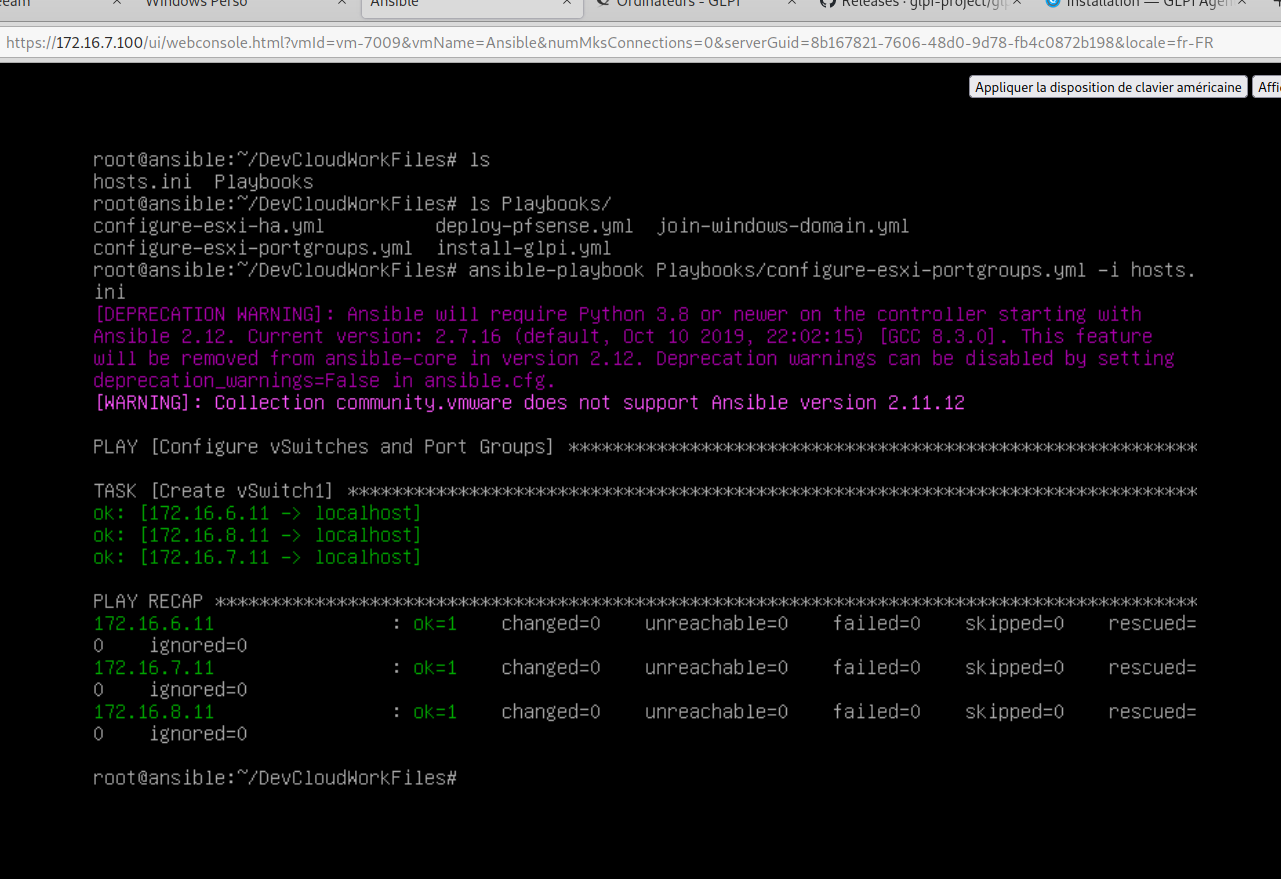 Windows Perso
Ansible
Ordinateurs - GLPI
Releases · glpi-project/glp
Installation — GLPI Agen
https://172.16.7.100/ui/webconsole.html?vmId=vm-7009&vmName=Ansible&numMksConnections=0&serverGuid=8b167821-7606-48d0-9d78-fb4c0872b198&locale=fr-FR
Appliquer la disposition de clavier américaine
Affi
root@ansible:~/DevCloudWorkFiles# ls
hosts.ini  Playbooks
root@ansible:~/DevCloudWorkFiles# ls Playbooks/
configure-esxi-ha.yml          deploy-pfsense.yml  join-windows-domain.yml
configure-esxi-portgroups.yml  install-glpi.yml
root@ansible:~/DevCloudWorkFiles# ansible-playbook Playbooks/configure-esxi-portgroups.yml -i hosts.
ini
[DEPRECATION WARNING]: Ansible will require Python 3.8 or newer on the controller starting with
Ansible 2.12. Current version: 2.7.16 (default, Oct 10 2019, 22:02:15) [GCC 8.3.0]. This feature
will be removed from ansible-core in version 2.12. Deprecation warnings can be disabled by setting
deprecation_warnings=False in ansible.cfg.
[WARNING]: Collection community.vmware does not support Ansible version 2.11.12
PLAY [Configure vSwitches and Port Groups] *********************************************************
TASK [Create vSwitch1] *****************************************************************************
ok: [172.16.6.11 -> localhost]
ok: [172.16.8.11 -> localhost]
ok: [172.16.7.11 -> localhost]
PLAY RECAP *****************************************************************************************
172.16.6.11                : ok=1    changed=0    unreachable=0    failed=0    skipped=0    rescued=
0    ignored=0
172.16.7.11                : ok=1    changed=0    unreachable=0    failed=0    skipped=0    rescued=
0    ignored=0
172.16.8.11                : ok=1    changed=0    unreachable=0    failed=0    skipped=0    rescued=
0    ignored=0
root@ansible:~/DevCloudWorkFiles#